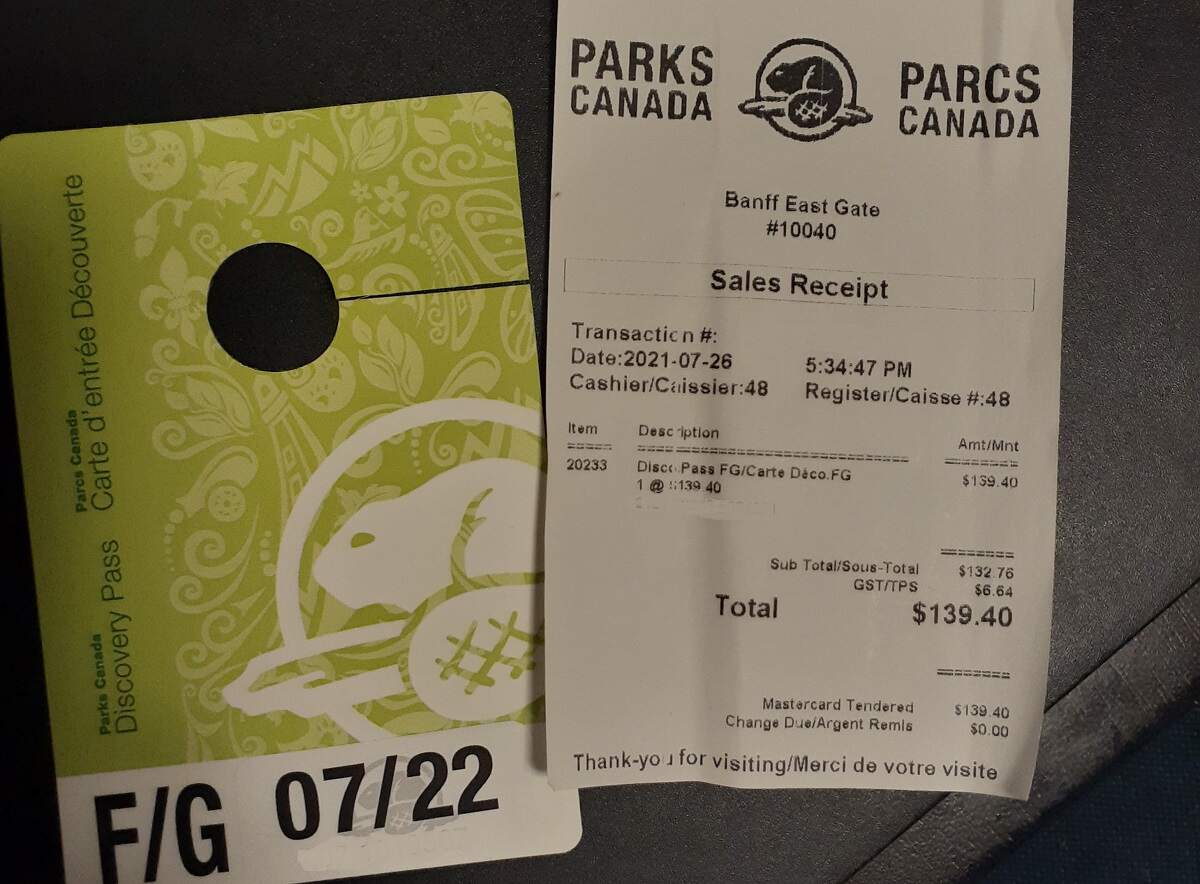 Parks Canada
Discovery Pass
Parcs Canada
Carte d'entrée Découverte
F/G 07/22
PARKS CANADA
PARCS CANADA
Banff East Gate
#10040
Sales Receipt
Transaction #:
Date:2021-07-26 5:34:47 PM
Cashier/Caissier:48 Register/Caisse #:48
Item Description Amt/Mnt
20233 Disco.Pass FG/Carte Déco.FG $139.40
1 @ $139.40
Sub Total/Sous-Total $132.76
GST/TPS $6.64
Total $139.40
Mastercard Tendered $139.40
Change Due/Argent Remis $0.00
Thank-you for visiting/Merci de votre visite